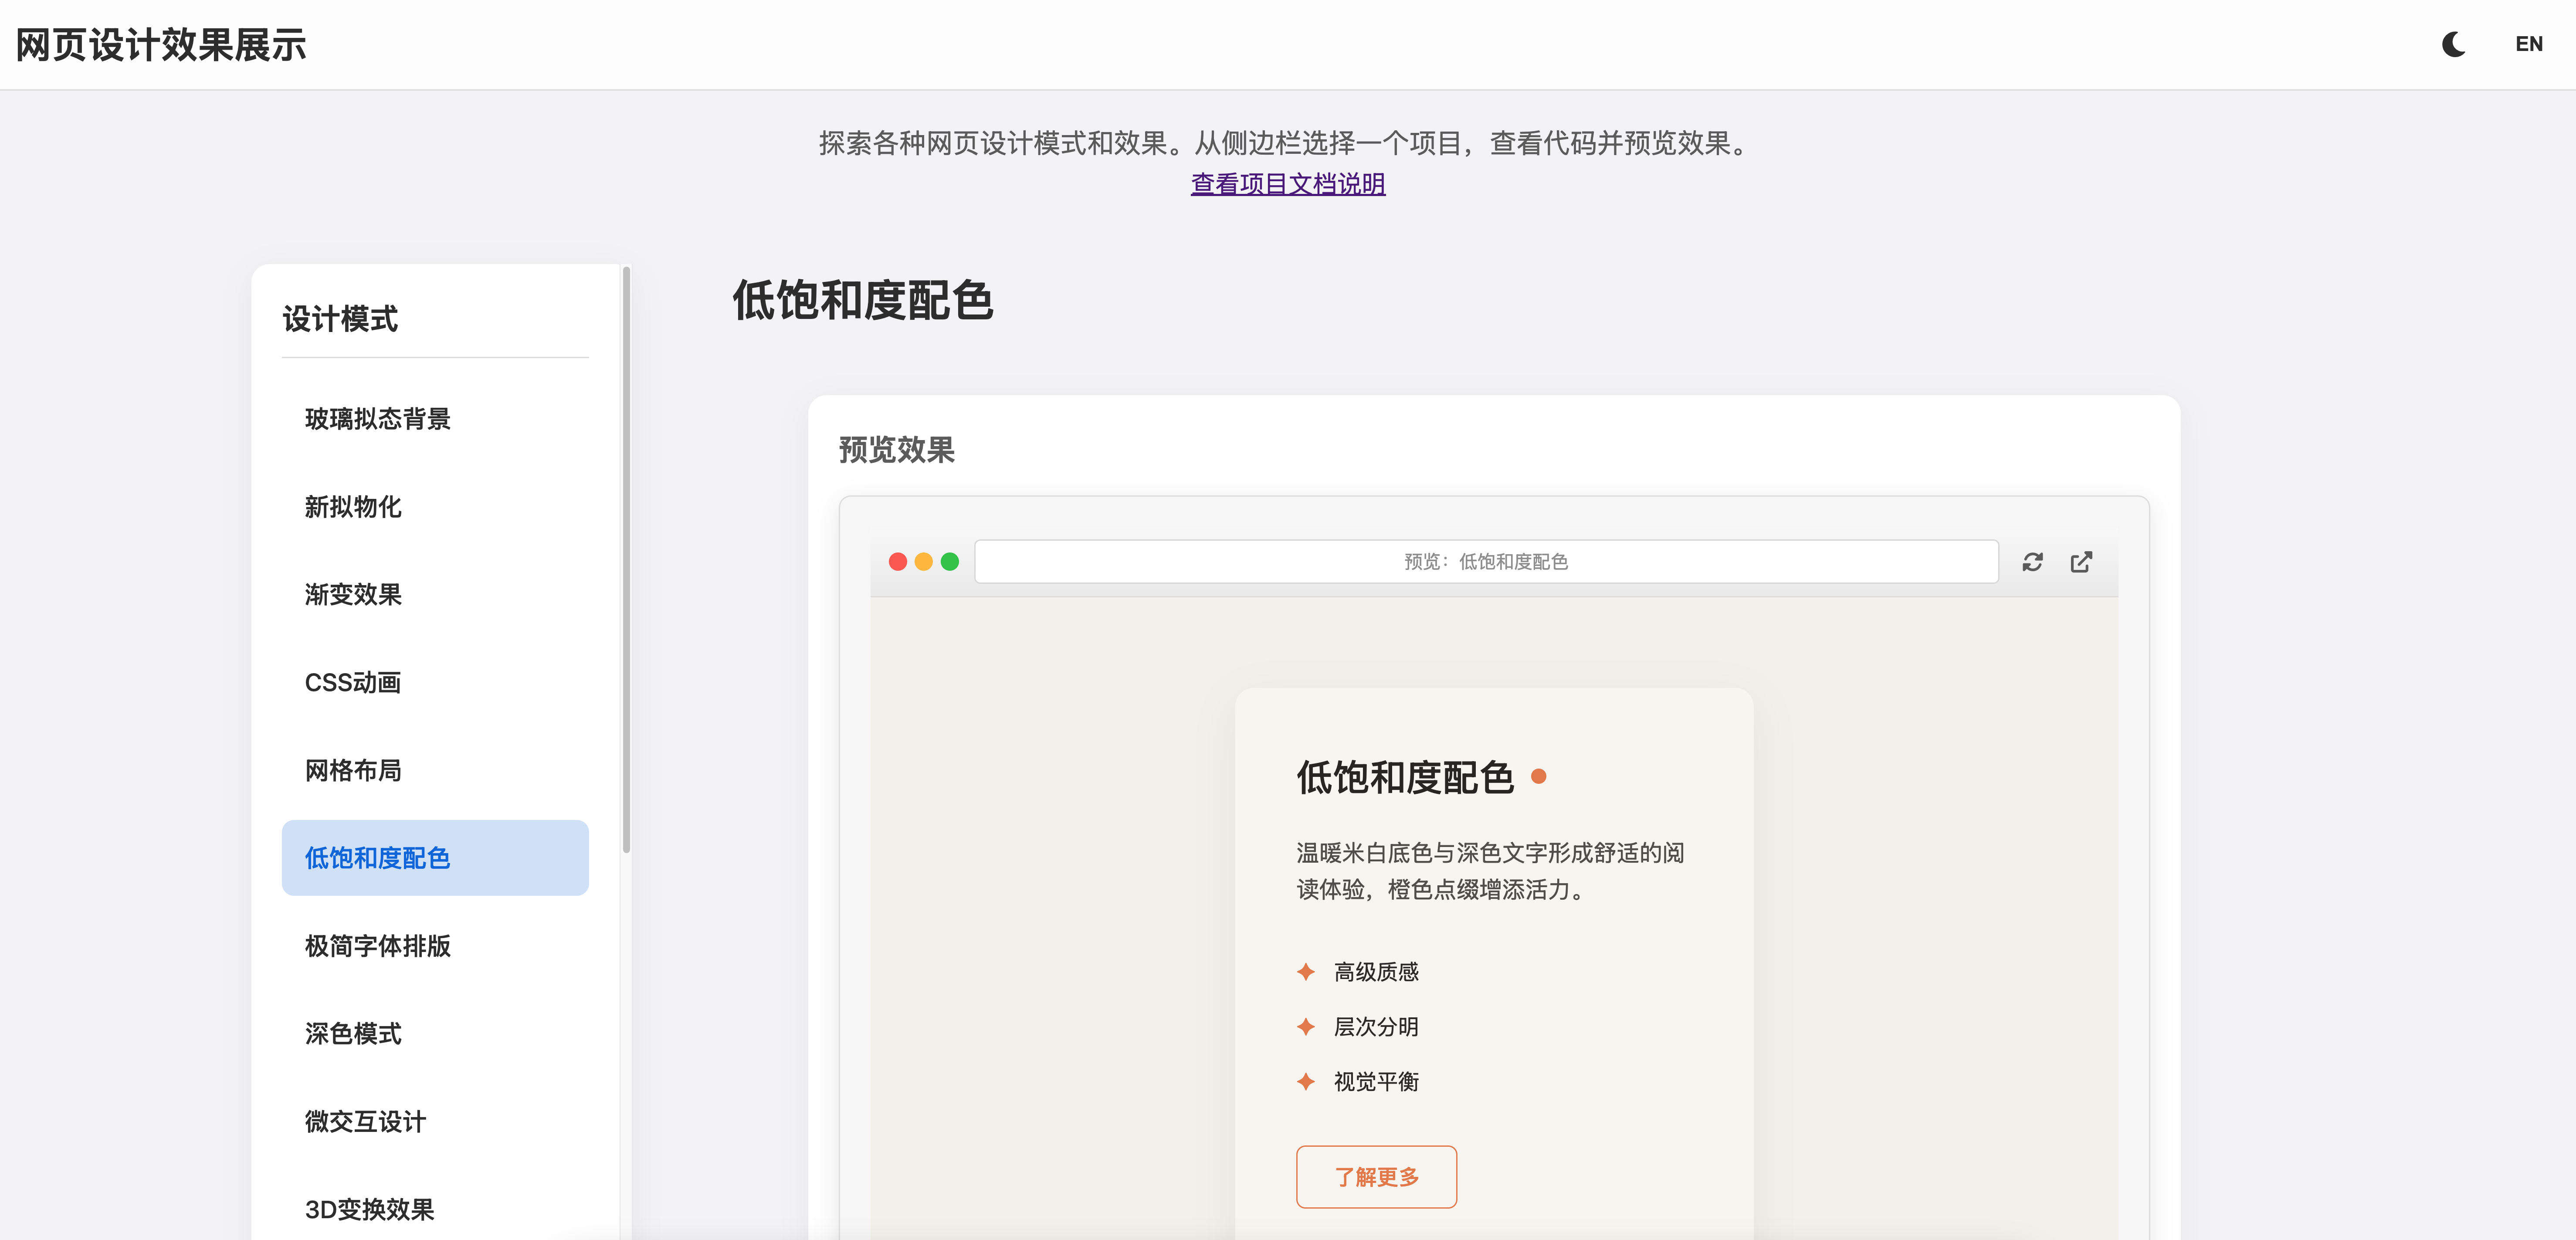 网页设计效果展示
EN
探索各种网页设计模式和效果。从侧边栏选择一个项目，查看代码并预览效果。
查看项目文档说明
设计模式
玻璃拟态背景
新拟物化
渐变效果
CSS动画
网格布局
低饱和度配色
极简字体排版
深色模式
微交互设计
3D变换效果
低饱和度配色
预览效果
预览：低饱和度配色
低饱和度配色
温暖米白底色与深色文字形成舒适的阅
读体验，橙色点缀增添活力。
高级质感
层次分明
视觉平衡
了解更多